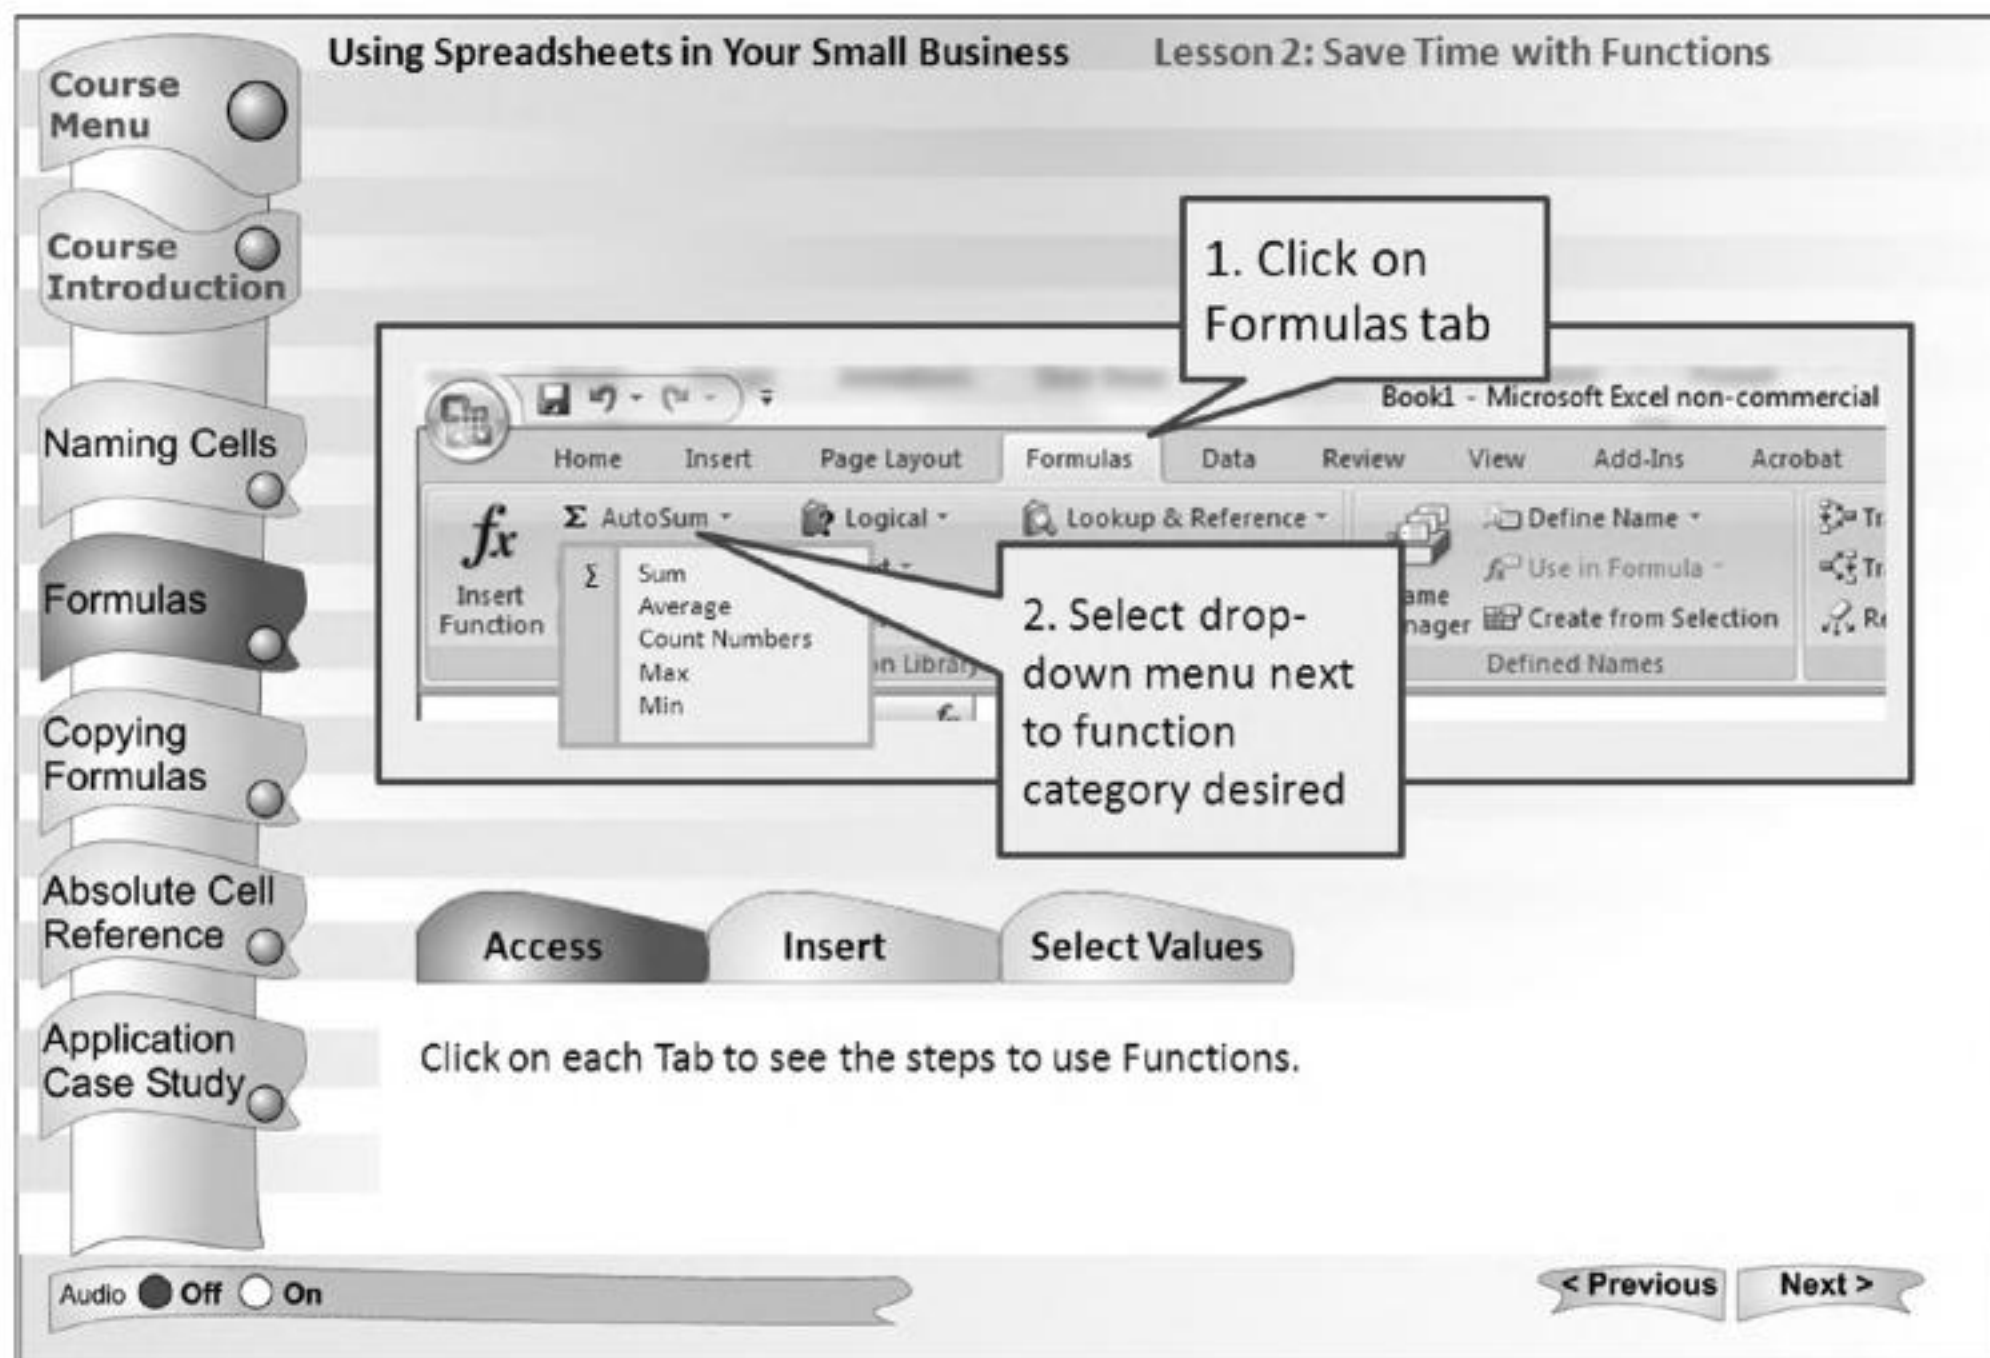 Using Spreadsheets in Your Small Business
Lesson 2: Save Time with Functions
Course
Menu
Course
Introduction
Naming Cells
Formulas
Copying
Formulas
Absolute Cell
Reference
Application
Case Study
1. Click on
Formulas tab
Book1 - Microsoft Excel non-commercial
Home Insert Page Layout Formulas Data Review View Add-Ins Acrobat
fx
Insert
Function
Σ AutoSum
Logical
Lookup & Reference
Σ Sum
Average
Count Numbers
Max
Min
2. Select drop-
down menu next
to function
category desired
Define Name
Use in Formula
Create from Selection
Defined Names
Access
Insert
Select Values
Click on each Tab to see the steps to use Functions.
Audio Off On
< Previous
Next >